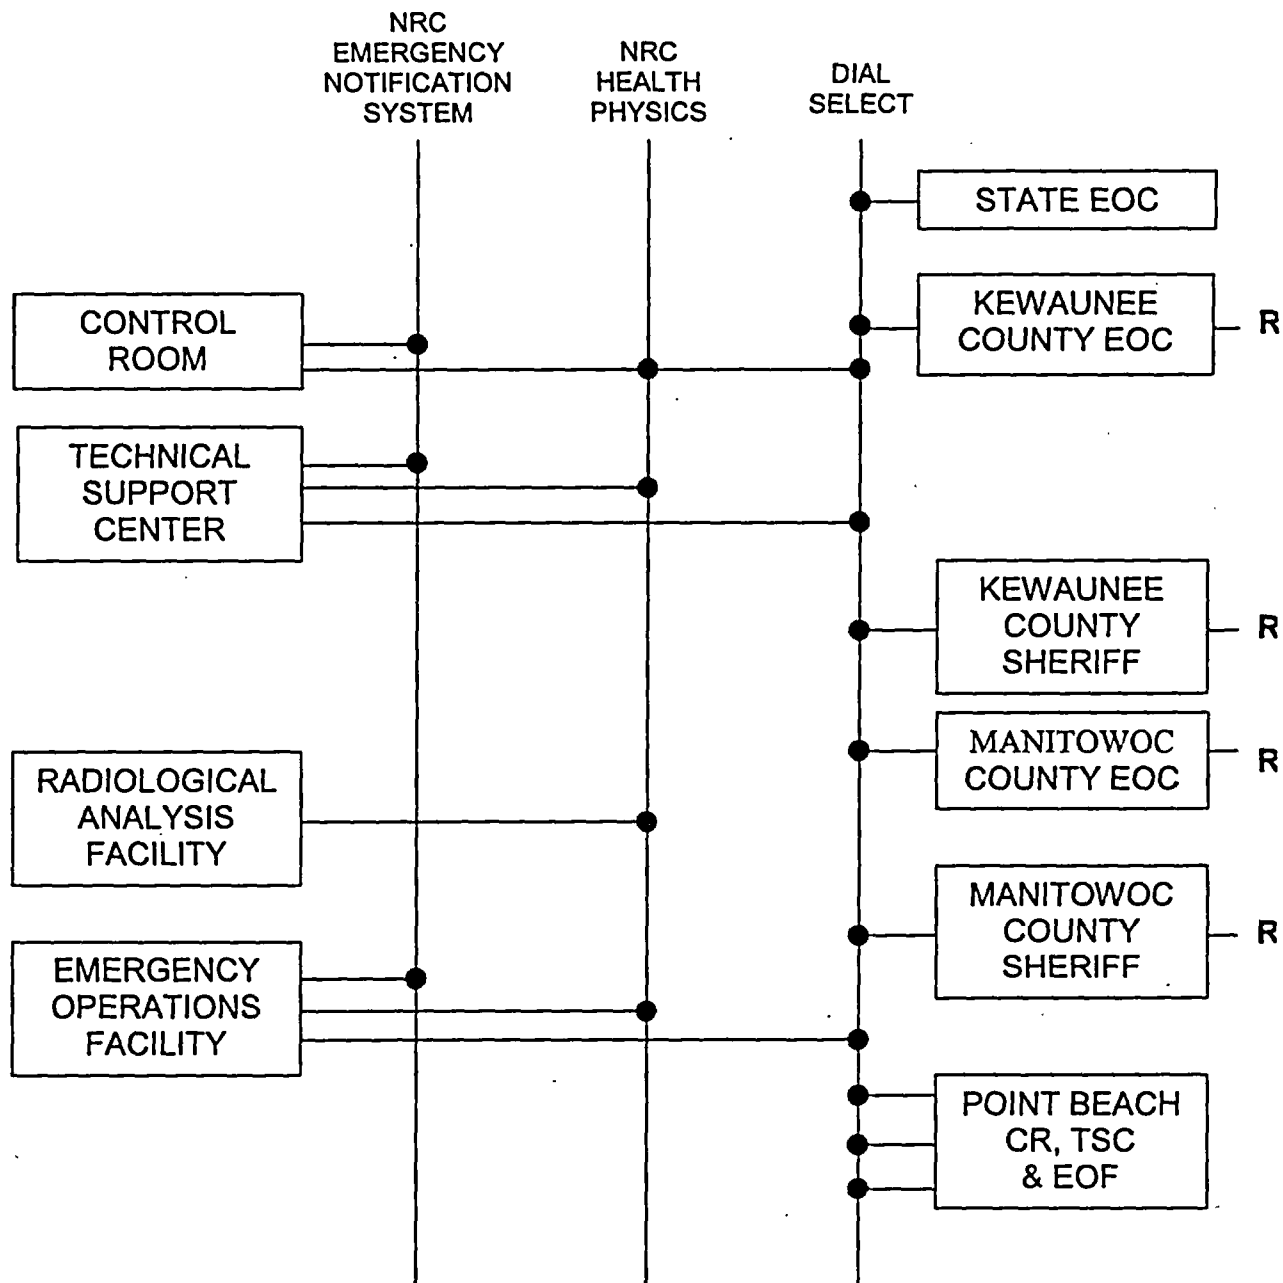 NRC
EMERGENCY
NOTIFICATION
SYSTEM
NRC
HEALTH
PHYSICS
DIAL
SELECT
STATE EOC
KEWAUNEE
COUNTY EOC
R
CONTROL
ROOM
TECHNICAL
SUPPORT
CENTER
KEWAUNEE
COUNTY
SHERIFF
R
MANITOWOC
COUNTY EOC
R
RADIOLOGICAL
ANALYSIS
FACILITY
MANITOWOC
COUNTY
SHERIFF
R
EMERGENCY
OPERATIONS
FACILITY
POINT BEACH
CR, TSC
& EOF